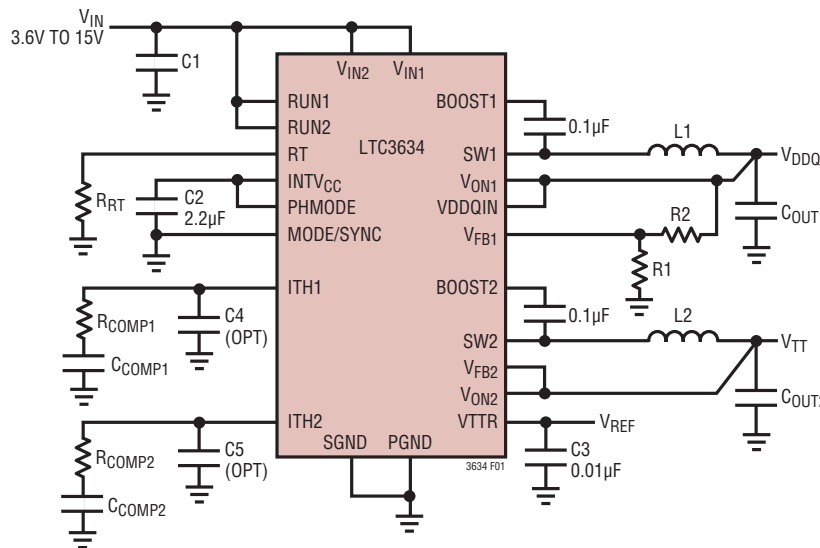 VIN
3.6V TO 15V
C1
VIN2
VIN1
RUN1
RUN2
RT
INTVCC
PHMODE
MODE/SYNC
ITH1
ITH2
SGND
PGND
LTC3634
BOOST1
SW1
VON1
VDDQIN
VFB1
BOOST2
SW2
VFB2
VON2
VTTR
RRT
C2
2.2µF
RCOMP1
CCOMP1
C4
(OPT)
RCOMP2
CCOMP2
C5
(OPT)
0.1µF
L1
VDDQ
COUT1
R2
R1
0.1µF
L2
VTT
VREF
C3
0.01µF
3634 F01